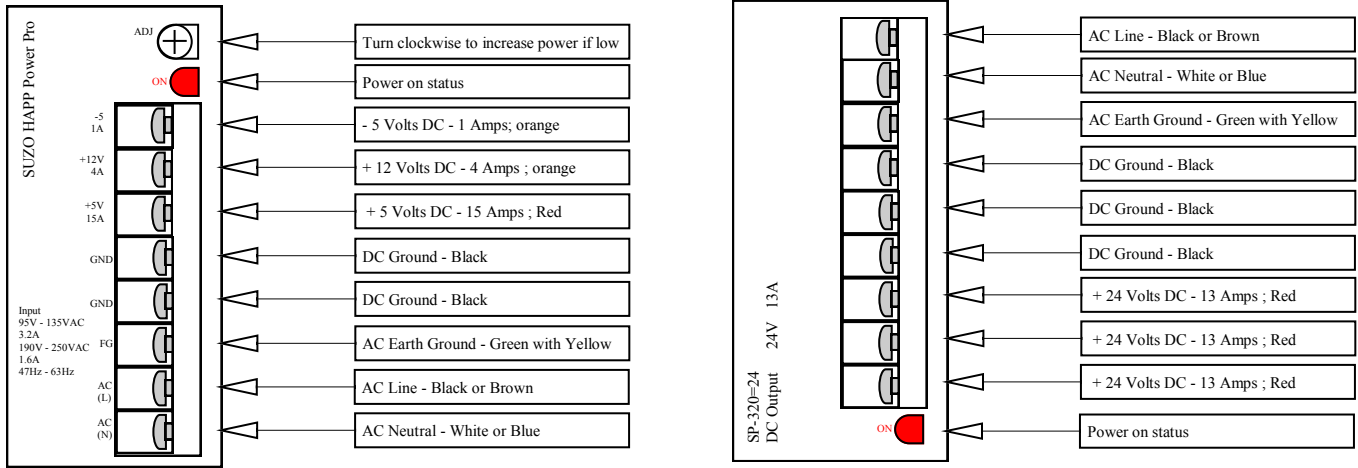 SUZO HAPP Power Pro
ADJ
Turn clockwise to increase power if low
ON
Power on status
-5
1A
- 5 Volts DC - 1 Amps; orange
+12V
4A
+ 12 Volts DC - 4 Amps ; orange
+5V
15A
+ 5 Volts DC - 15 Amps ; Red
GND
DC Ground - Black
GND
DC Ground - Black
Input
95V - 135VAC
3.2A
190V - 250VAC
1.6A
47Hz - 63Hz
FG
AC Earth Ground - Green with Yellow
AC
(L)
AC Line - Black or Brown
AC
(N)
AC Neutral - White or Blue
AC Line - Black or Brown
AC Neutral - White or Blue
AC Earth Ground - Green with Yellow
DC Ground - Black
DC Ground - Black
DC Ground - Black
+ 24 Volts DC - 13 Amps ; Red
+ 24 Volts DC - 13 Amps ; Red
+ 24 Volts DC - 13 Amps ; Red
SP-320=24
DC Output 24V 13A
ON
Power on status